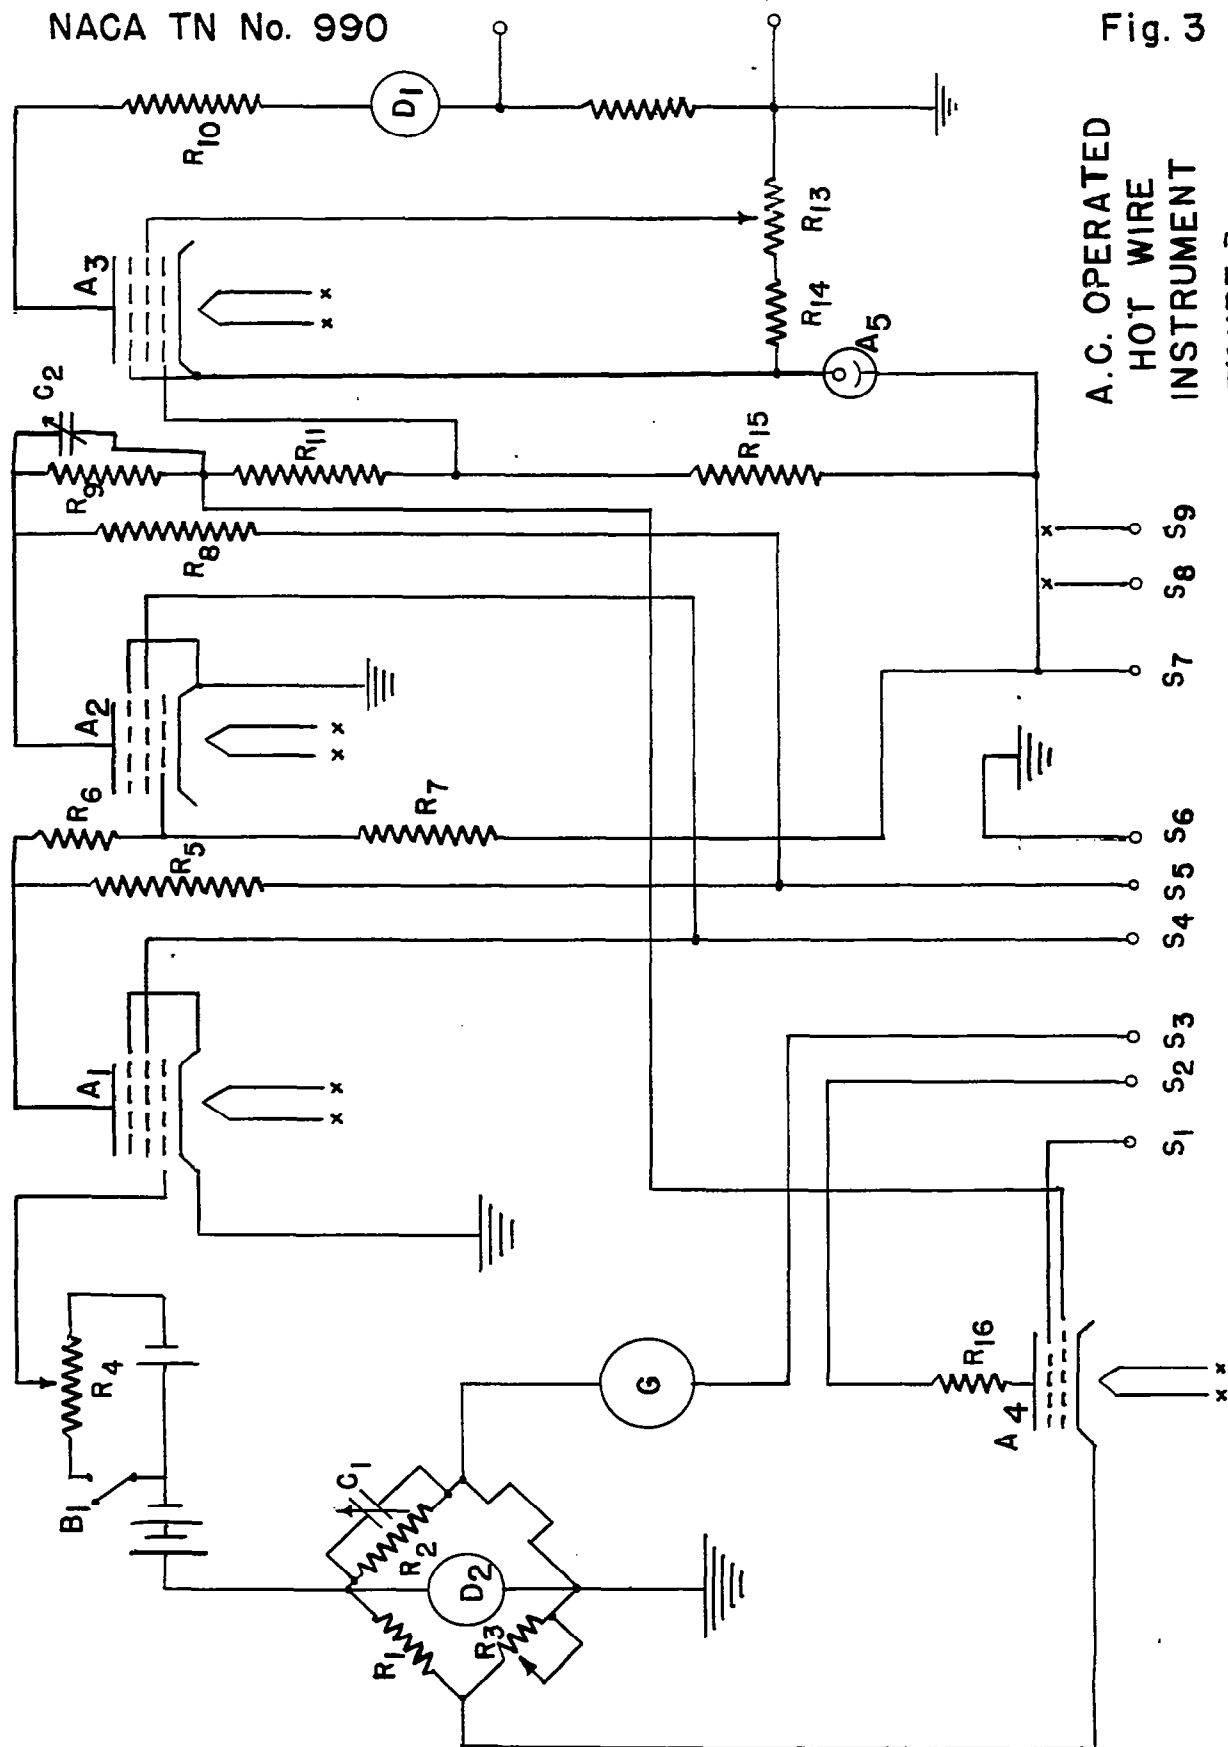 NACA TN No. 990
Fig. 3
R10
D1
A3
R13
R14
A5
C2
R9
R11
R15
R8
A2
R6
R7
R5
A1
R4
B1
C1
R2
D2
R1
R3
G
R16
A4
x x
x x
x x
x x
x
x
S1
S2
S3
S4
S5
S6
S7
S8
S9
A.C. OPERATED
HOT WIRE
INSTRUMENT